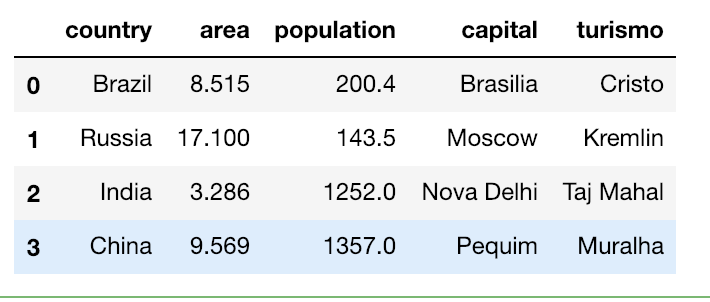 country area population capital turismo
0 Brazil 8.515 200.4 Brasilia Cristo
1 Russia 17.100 143.5 Moscow Kremlin
2 India 3.286 1252.0 Nova Delhi Taj Mahal
3 China 9.569 1357.0 Pequim Muralha